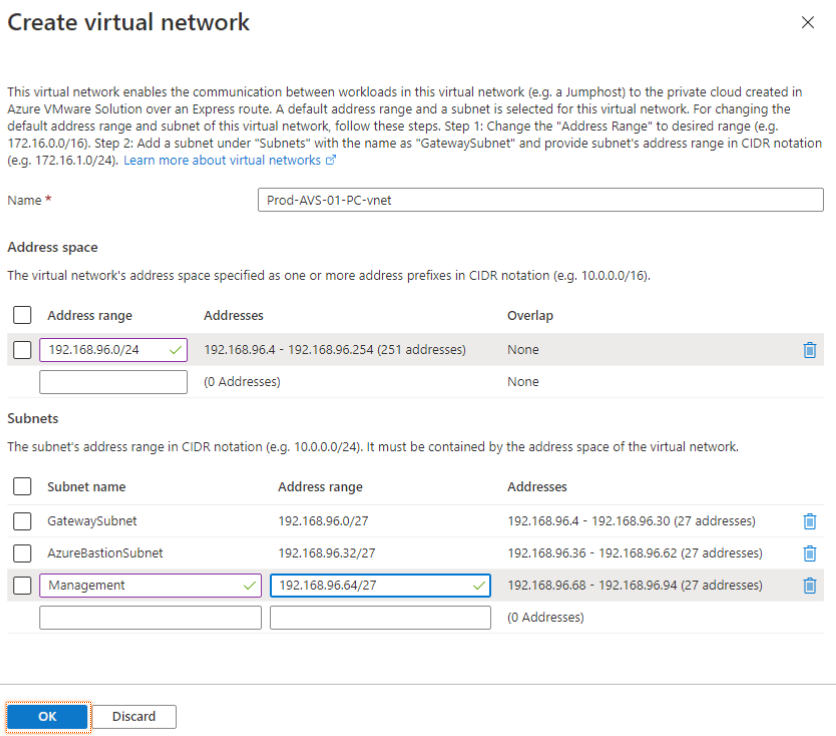 Create virtual network
This virtual network enables the communication between workloads in this virtual network (e.g. a Jumphost) to the private cloud created in
Azure VMware Solution over an Express route. A default address range and a subnet is selected for this virtual network. For changing the
default address range and subnet of this virtual network, follow these steps. Step 1: Change the "Address Range" to desired range (e.g.
172.16.0.0/16). Step 2: Add a subnet under "Subnets" with the name as "GatewaySubnet" and provide subnet's address range in CIDR notation
(e.g. 172.16.1.0/24). Learn more about virtual networks
Name * Prod-AVS-01-PC-vnet
Address space
The virtual network's address space specified as one or more address prefixes in CIDR notation (e.g. 10.0.0.0/16).
Address range Addresses Overlap
192.168.96.0/24 192.168.96.4 - 192.168.96.254 (251 addresses) None
(0 Addresses) None
Subnets
The subnet's address range in CIDR notation (e.g. 10.0.0.0/24). It must be contained by the address space of the virtual network.
Subnet name Address range Addresses
GatewaySubnet 192.168.96.0/27 192.168.96.4 - 192.168.96.30 (27 addresses)
AzureBastionSubnet 192.168.96.32/27 192.168.96.36 - 192.168.96.62 (27 addresses)
Management 192.168.96.64/27 192.168.96.68 - 192.168.96.94 (27 addresses)
(0 Addresses)
OK Discard